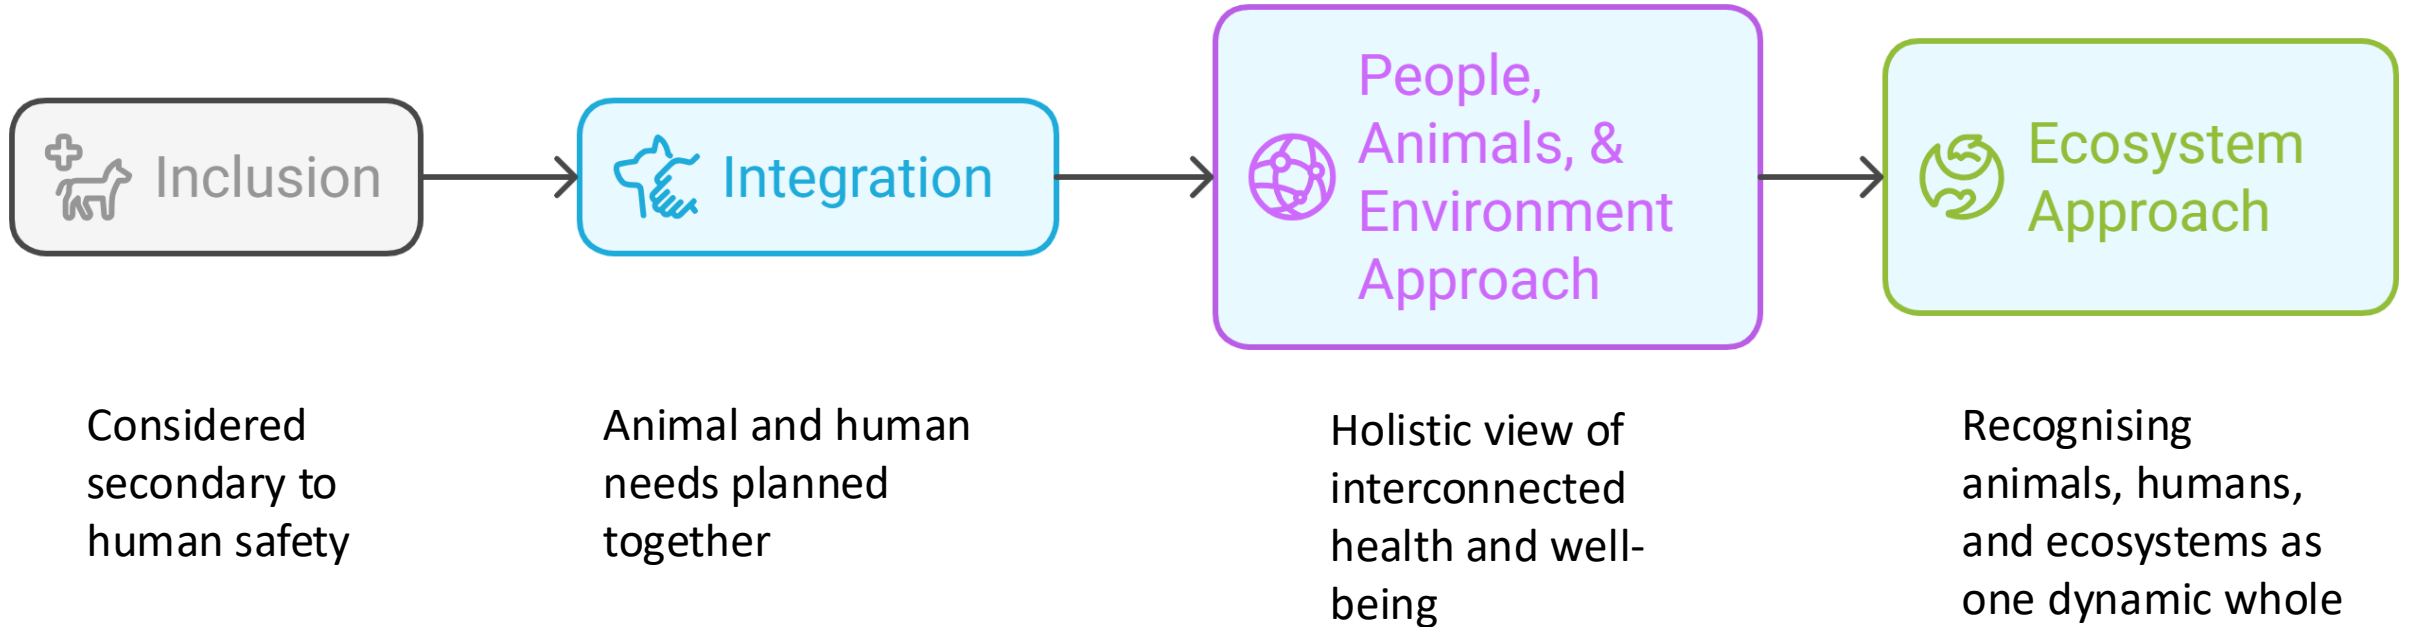 Inclusion
Integration
People,
Animals, &
Environment
Approach
Ecosystem
Approach
Considered
secondary to
human safety
Animal and human
needs planned
together
Holistic view of
interconnected
health and well-
being
Recognising
animals, humans,
and ecosystems as
one dynamic whole